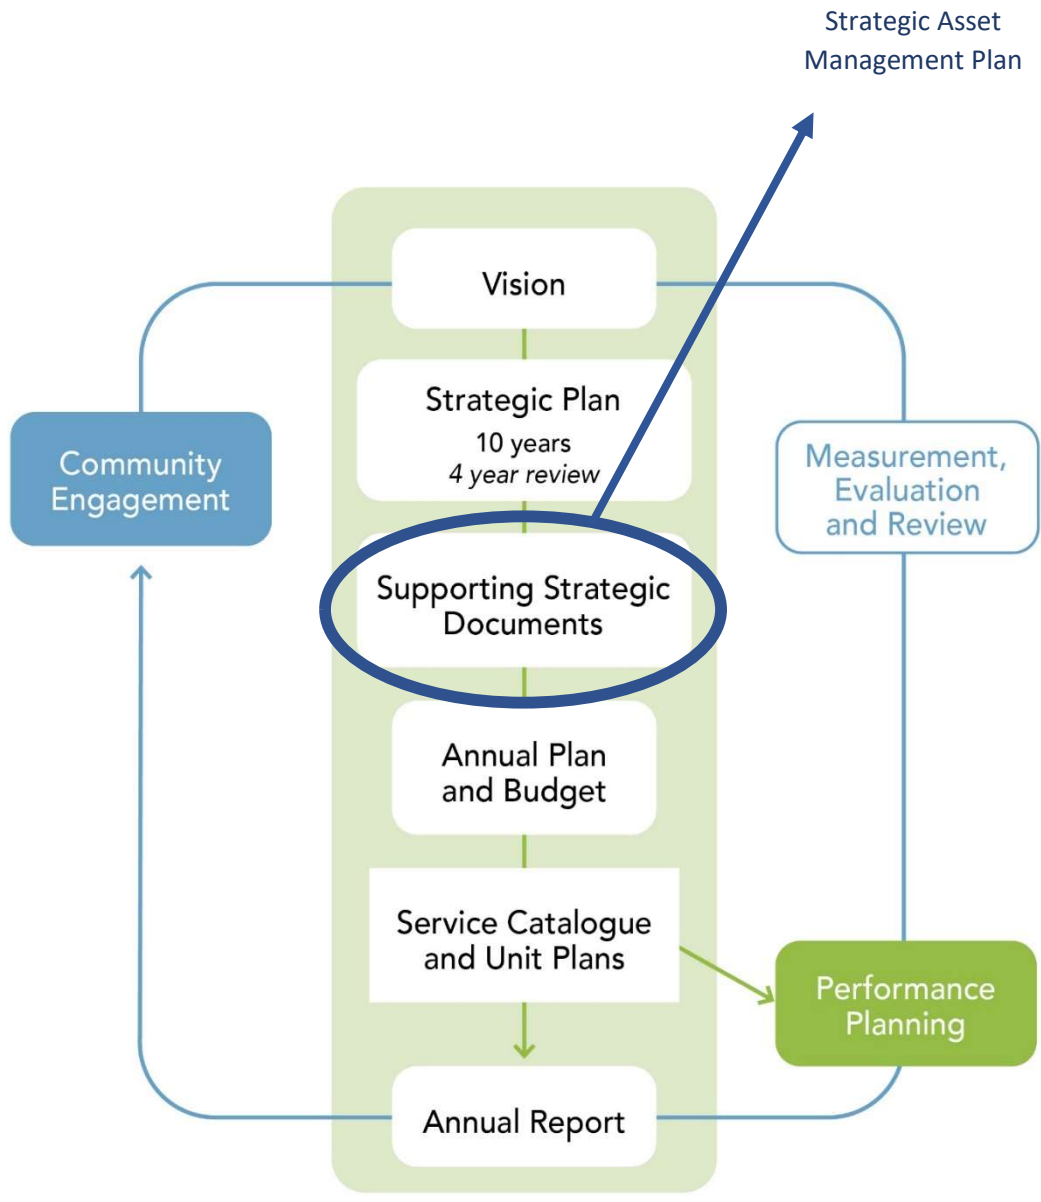 Strategic Asset
Management Plan
Vision
Strategic Plan
10 years
4 year review
Community
Engagement
Measurement,
Evaluation
and Review
Supporting Strategic
Documents
Annual Plan
and Budget
Service Catalogue
and Unit Plans
Performance
Planning
Annual Report